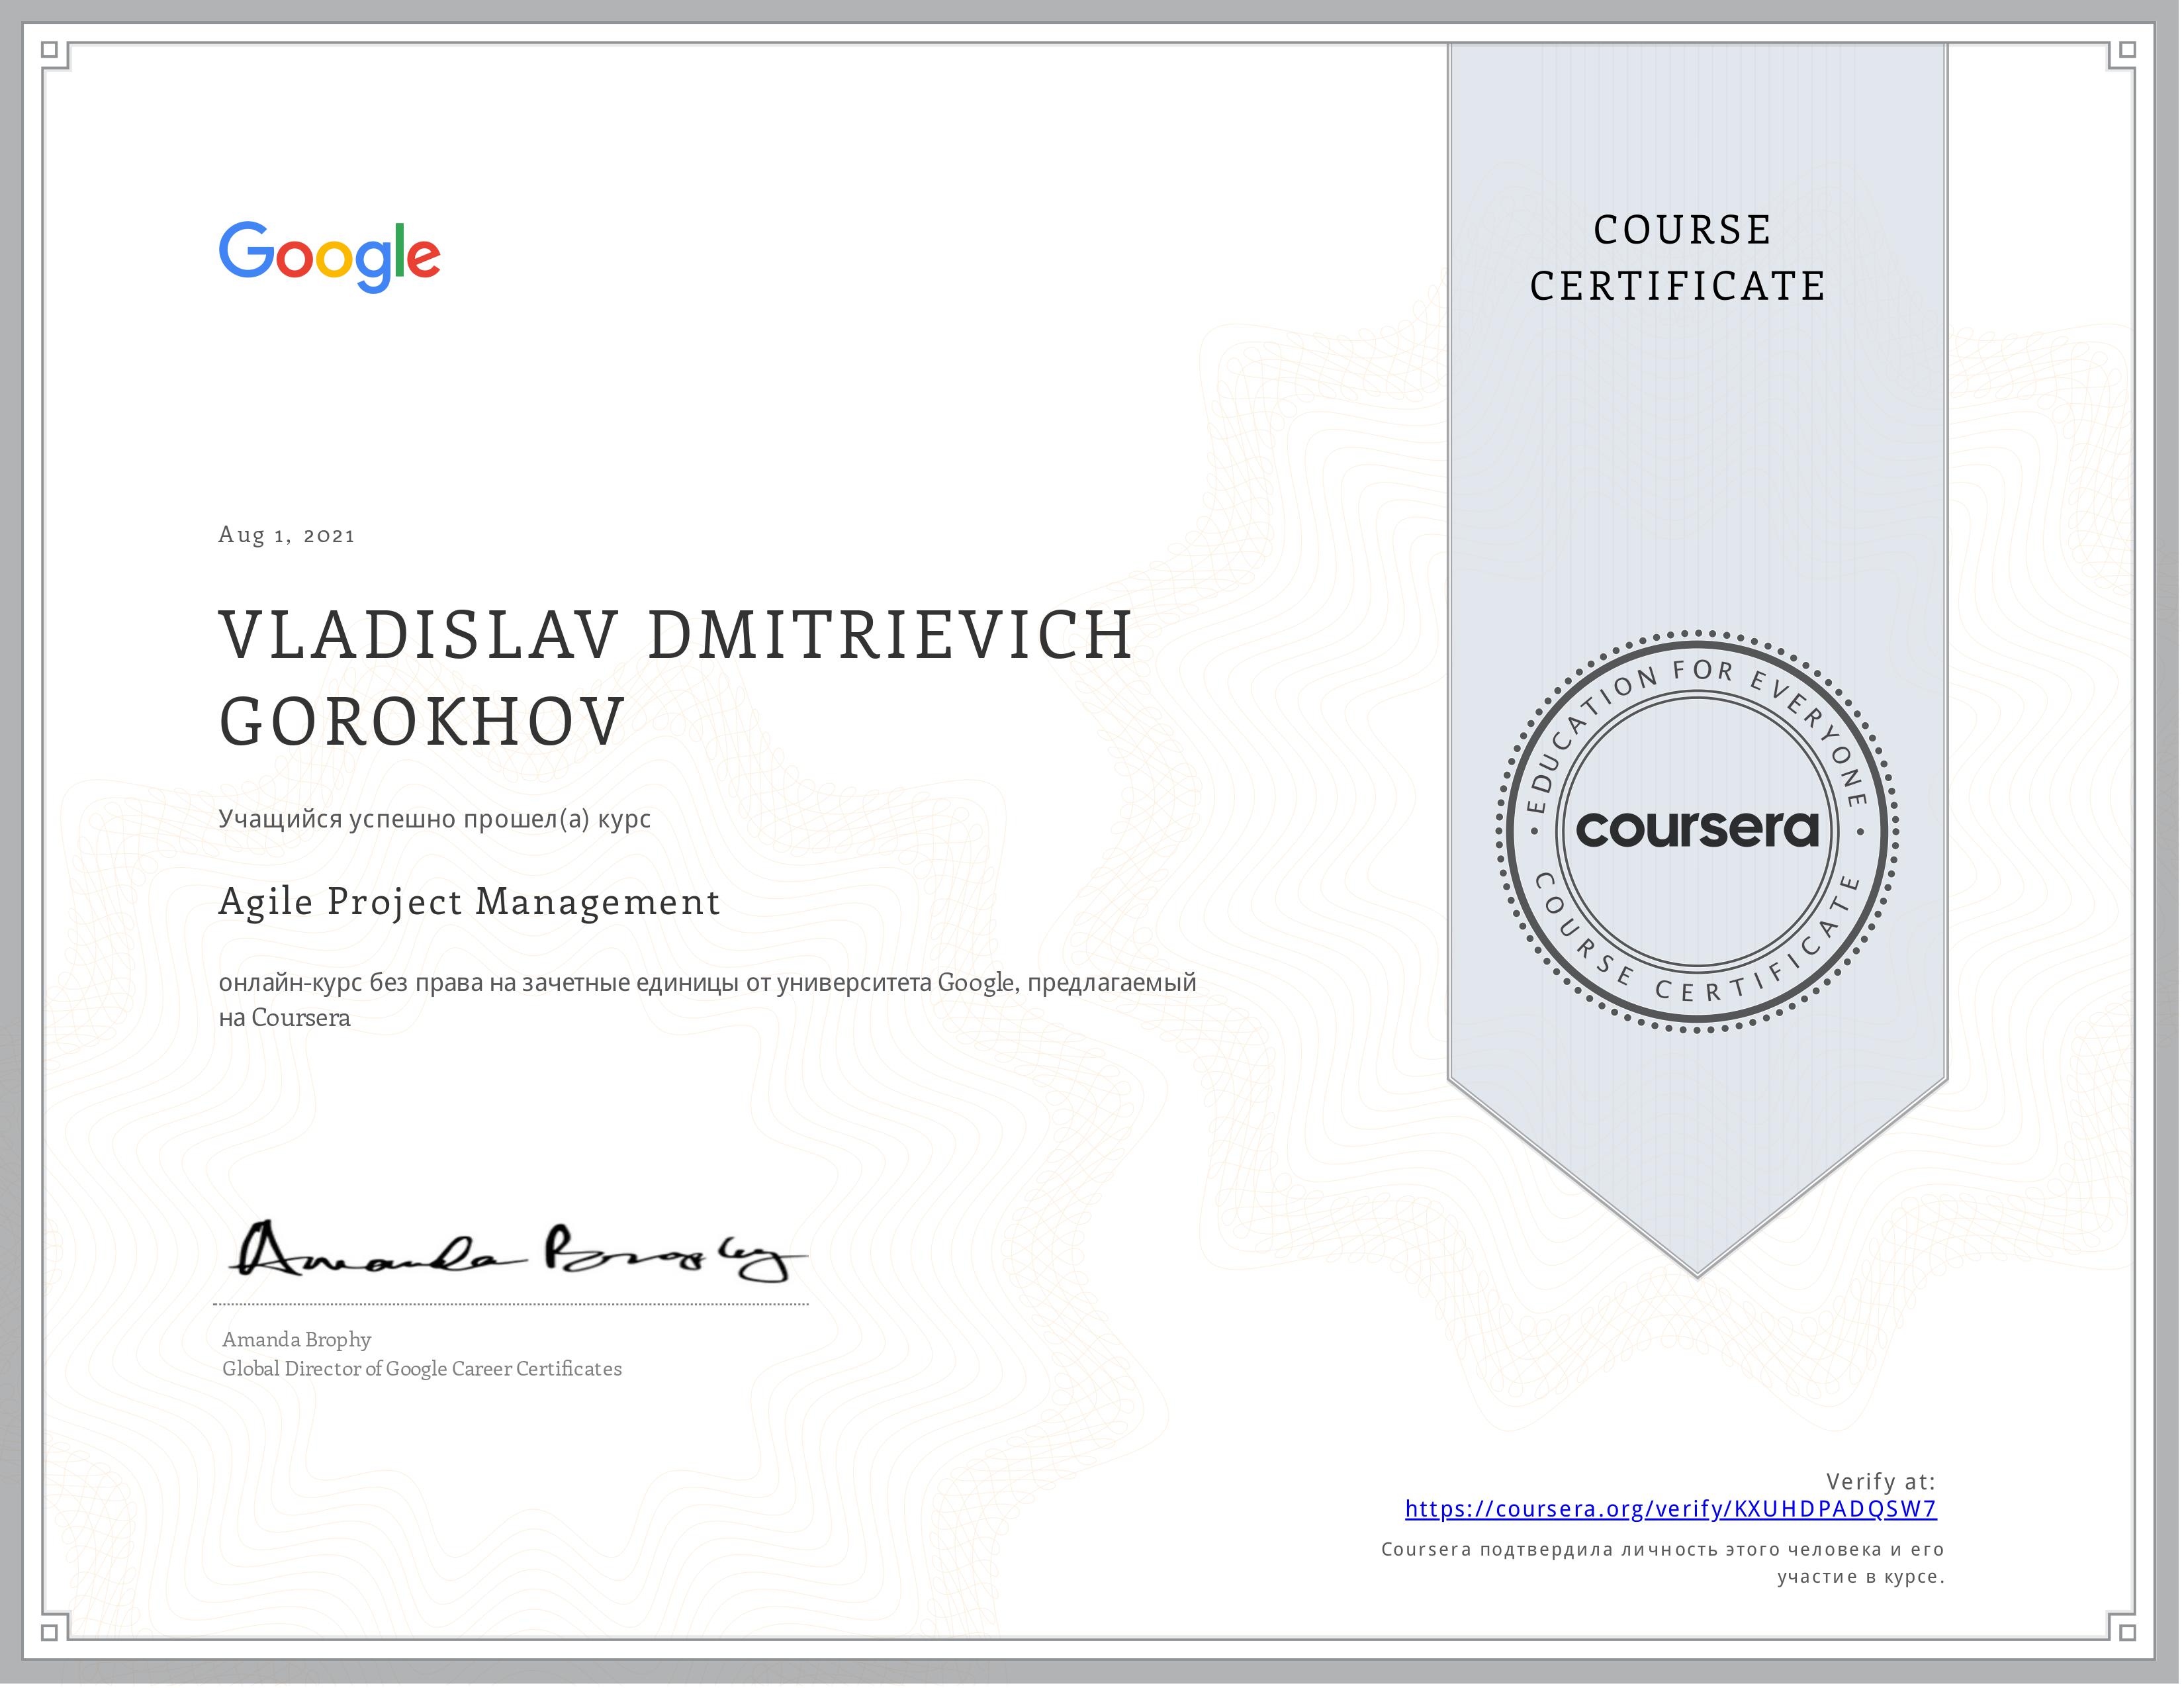 Google
COURSE
CERTIFICATE
Aug 1, 2021
VLADISLAV DMITRIEVICH
GOROKHOV
Учащийся успешно прошел(а) курс
Agile Project Management
онлайн-курс без права на зачетные единицы от университета Google, предлагаемый
на Coursera
EDUCATION FOR EVERYONE
coursera
COURSE CERTIFICATE
Amanda Brophy
Amanda Brophy
Global Director of Google Career Certificates
Verify at:
https://coursera.org/verify/KXUHDPADQSW7
Coursera подтвердила личность этого человека и его
участие в курсе.